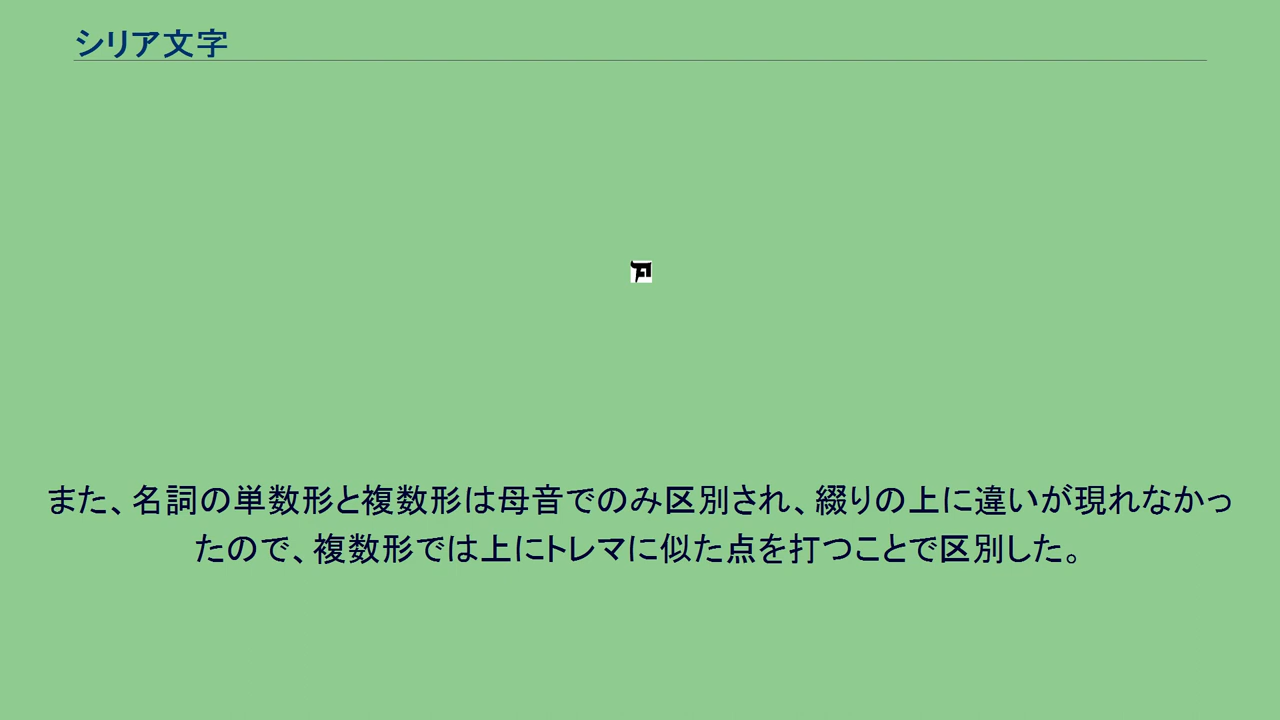 シリア文字
また、名詞の単数形と複数形は母音でのみ区別され、綴りの上に違いが現れなかっ
たので、複数形では上にトレマに似た点を打つことで区別した。